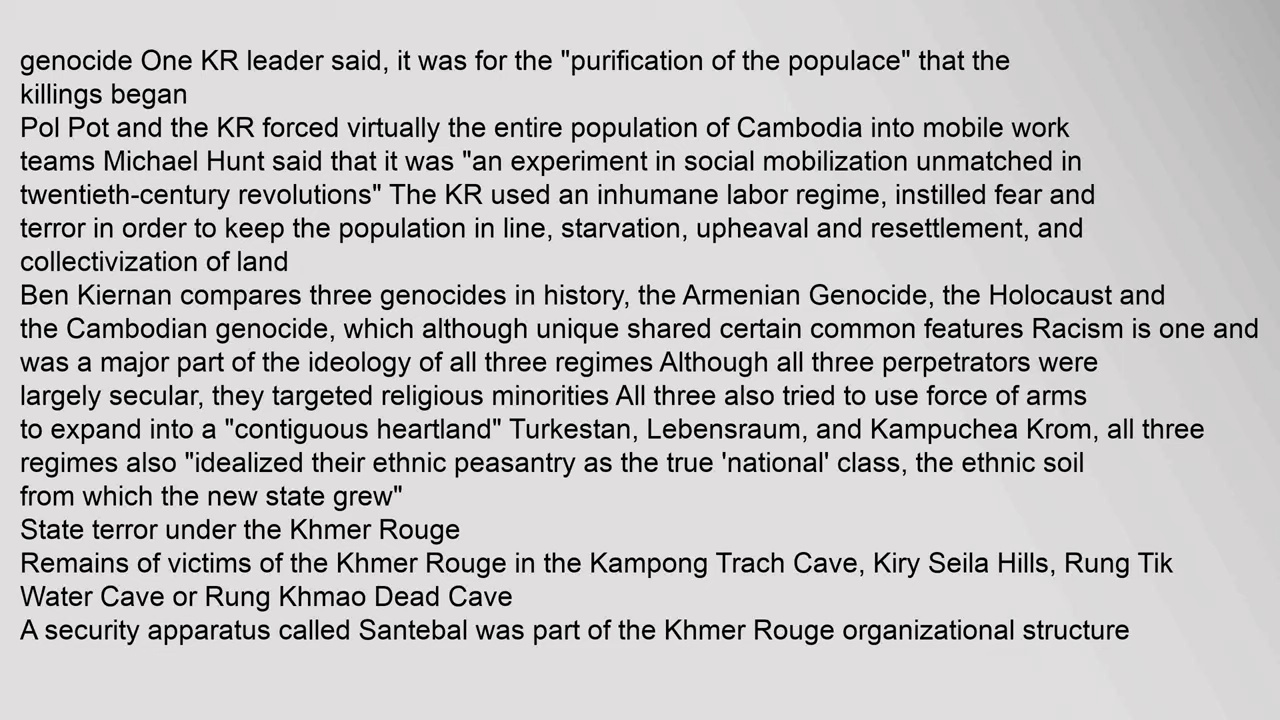 genocide One KR leader said, it was for the "purification of the populace" that the
killings began
Pol Pot and the KR forced virtually the entire population of Cambodia into mobile work
teams Michael Hunt said that it was "an experiment in social mobilization unmatched in
twentieth-century revolutions" The KR used an inhumane labor regime, instilled fear and
terror in order to keep the population in line, starvation, upheaval and resettlement, and
collectivization of land
Ben Kiernan compares three genocides in history, the Armenian Genocide, the Holocaust and
the Cambodian genocide, which although unique shared certain common features Racism is one and
was a major part of the ideology of all three regimes Although all three perpetrators were
largely secular, they targeted religious minorities All three also tried to use force of arms
to expand into a "contiguous heartland" Turkestan, Lebensraum, and Kampuchea Krom, all three
regimes also "idealized their ethnic peasantry as the true 'national' class, the ethnic soil
from which the new state grew"
State terror under the Khmer Rouge
Remains of victims of the Khmer Rouge in the Kampong Trach Cave, Kiry Seila Hills, Rung Tik
Water Cave or Rung Khmao Dead Cave
A security apparatus called Santebal was part of the Khmer Rouge organizational structure